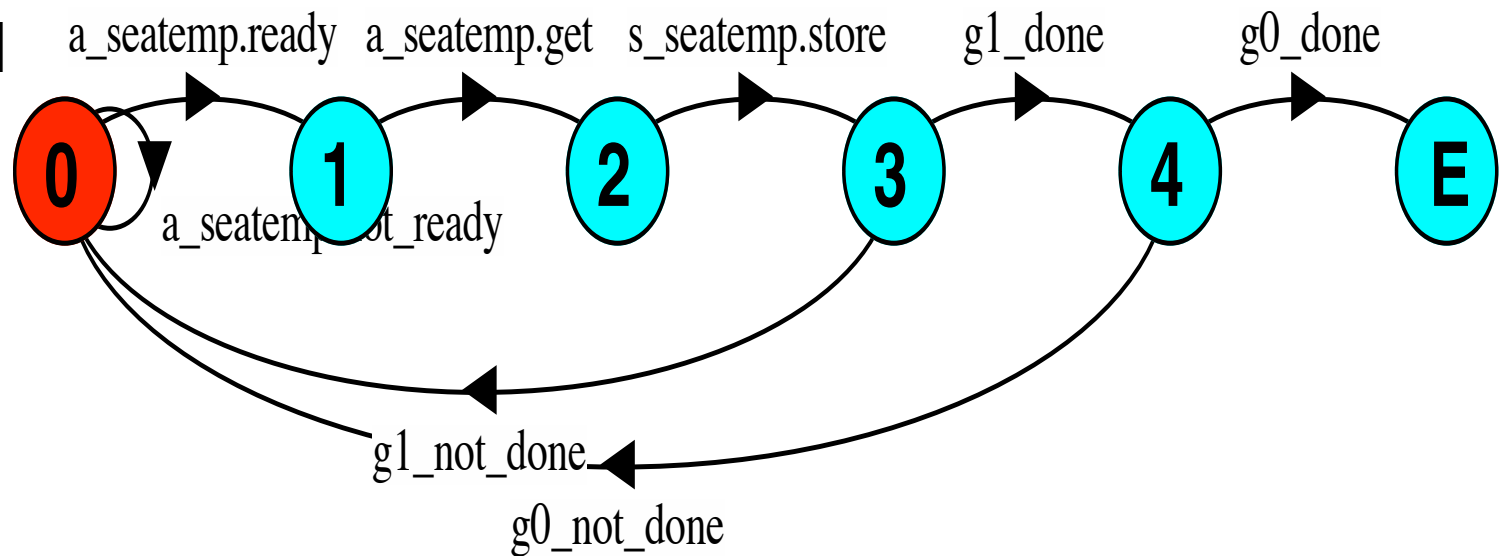 a_seatemp.ready a_seatemp.get s_seatemp.store g1_done g0_done
0 1 2 3 4 E
g1_not_done
g0_not_done